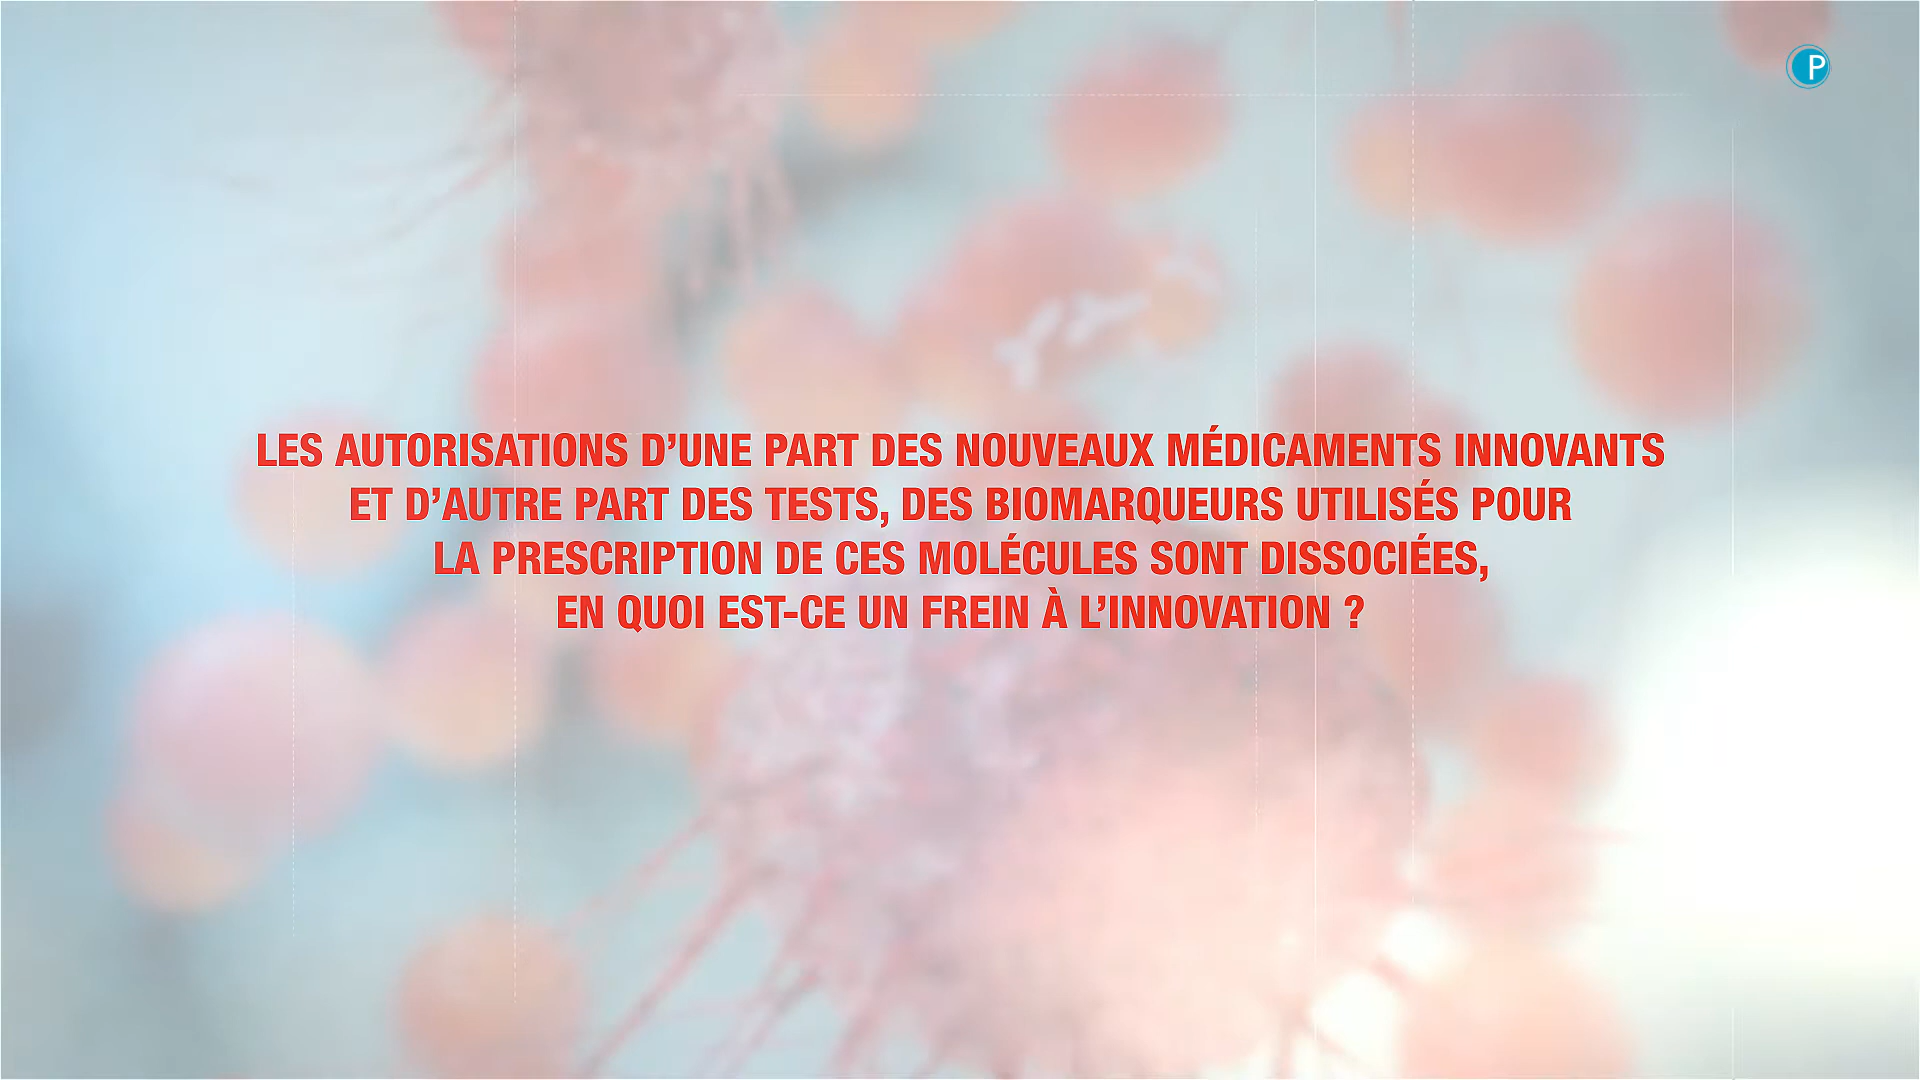 P
LES AUTORISATIONS D’UNE PART DES NOUVEAUX MÉDICAMENTS INNOVANTS
ET D’AUTRE PART DES TESTS, DES BIOMARQUEURS UTILISÉS POUR
LA PRESCRIPTION DE CES MOLÉCULES SONT DISSOCIÉES,
EN QUOI EST-CE UN FREIN À L’INNOVATION ?